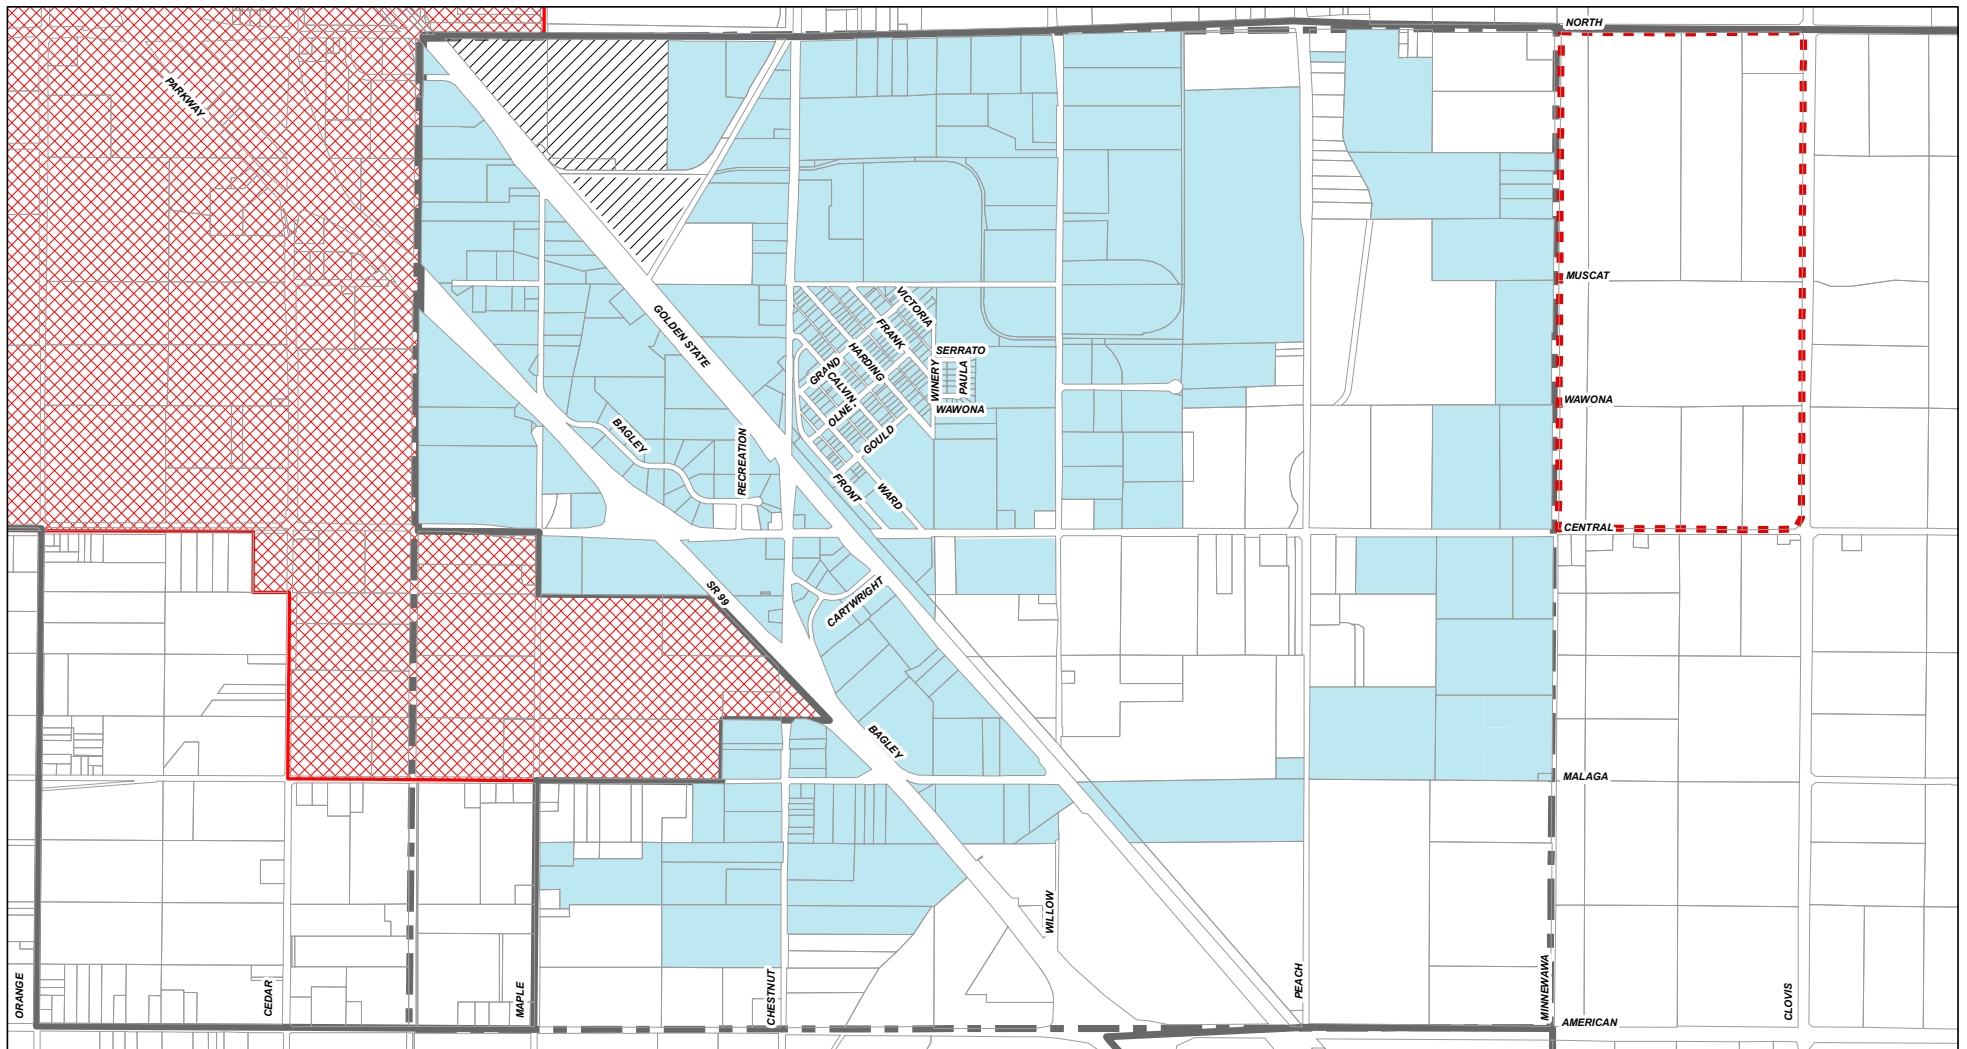 NORTH
PARKWAY
MUSCAT
GOLDEN STATE
VICTORIA
FRANK
HARDING
SERRATO
GRAND
CALVIN
WINERY
PAULA
OLNEY
WAWONA
WAWONA
BAGLEY
GOULD
RECREATION
FRONT
WARD
CENTRAL
SR 99
CARTWRIGHT
BAGLEY
MALAGA
WILLOW
ORANGE
CEDAR
MAPLE
CHESTNUT
PEACH
MINNEWAWA
CLOVIS
AMERICAN